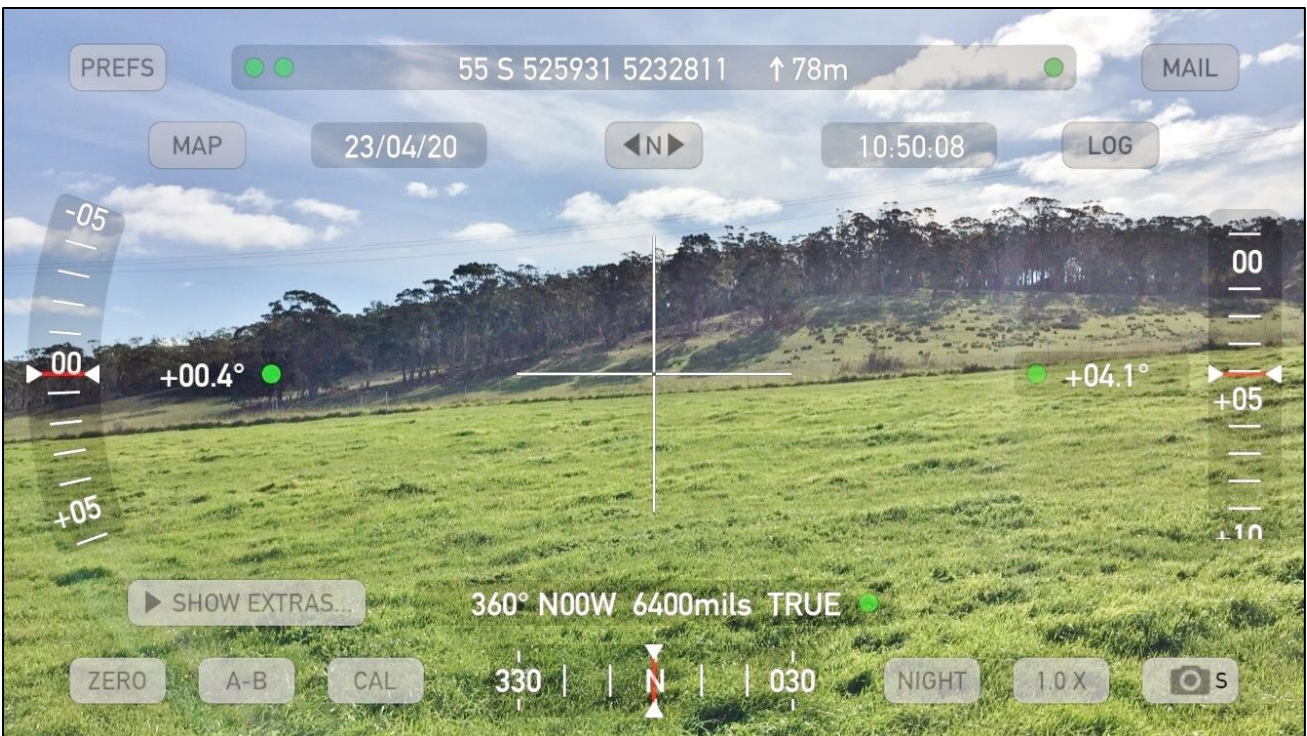 PREFS 55 S 525931 5232811 ↑ 78m MAIL
MAP 23/04/20 ◀N▶ 10:50:08 LOG
-05
00
00
+00.4° +04.1°
+05
+05
+10
▶ SHOW EXTRAS... 360° N00W 6400mils TRUE
ZERO A-B CAL 330 | | N | | 030 NIGHT 1.0 X S